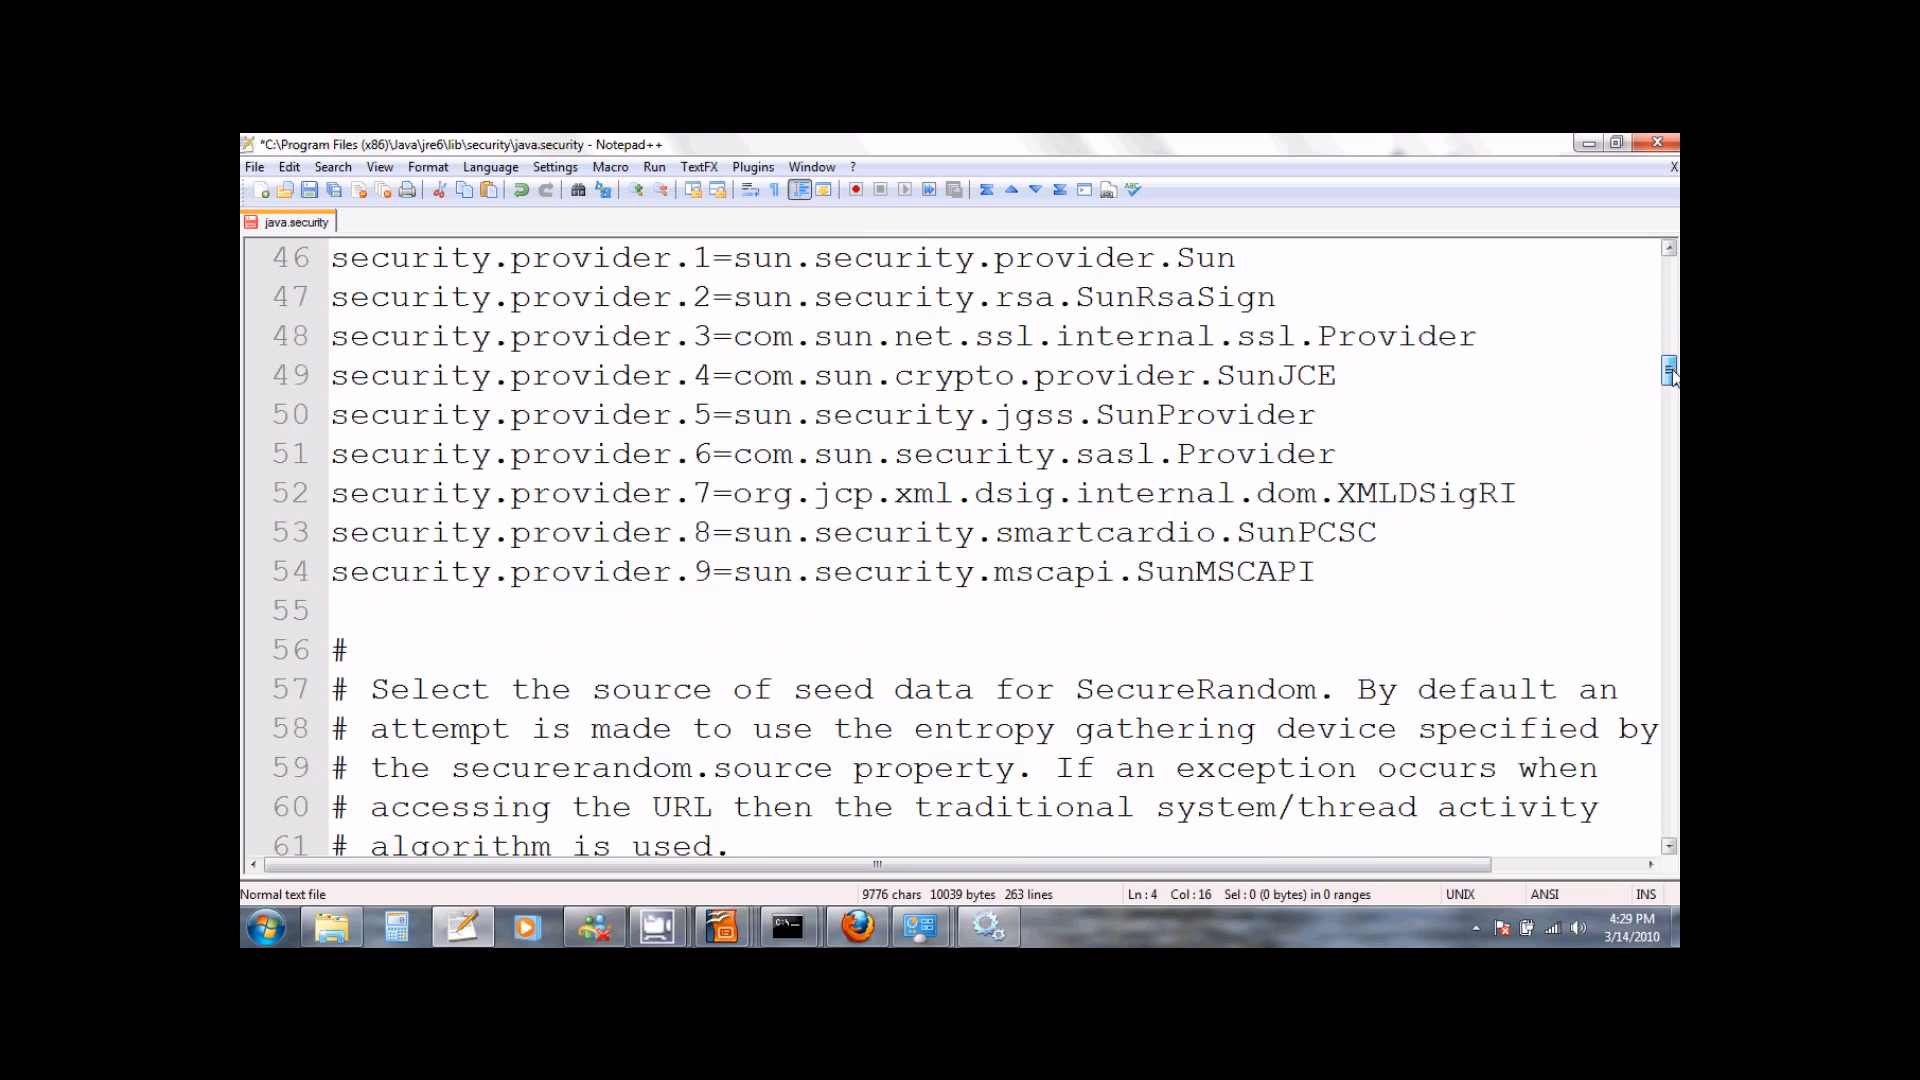 *C:\Program Files (x86)\Java\jre6\lib\security\java.security - Notepad++
File Edit Search View Format Language Settings Macro Run TextFX Plugins Window ? X
java.security
46 security.provider.1=sun.security.provider.Sun
47 security.provider.2=sun.security.rsa.SunRsaSign
48 security.provider.3=com.sun.net.ssl.internal.ssl.Provider
49 security.provider.4=com.sun.crypto.provider.SunJCE
50 security.provider.5=sun.security.jgss.SunProvider
51 security.provider.6=com.sun.security.sasl.Provider
52 security.provider.7=org.jcp.xml.dsig.internal.dom.XMLDSigRI
53 security.provider.8=sun.security.smartcardio.SunPCSC
54 security.provider.9=sun.security.mscapi.SunMSCAPI
55
56 #
57 # Select the source of seed data for SecureRandom. By default an
58 # attempt is made to use the entropy gathering device specified by
59 # the securerandom.source property. If an exception occurs when
60 # accessing the URL then the traditional system/thread activity
61 # algorithm is used.
Normal text file 9776 chars 10039 bytes 263 lines Ln : 4 Col : 16 Sel : 0 (0 bytes) in 0 ranges UNIX ANSI INS
4:29 PM
3/14/2010